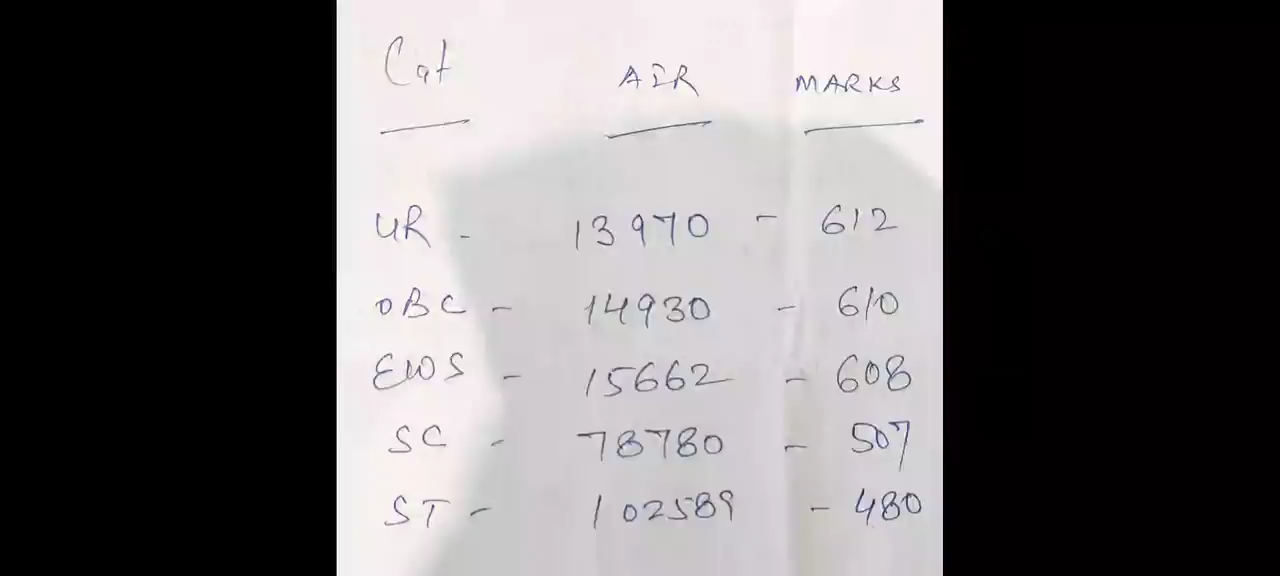 Cat AIR MARKS
UR - 13970 - 612
OBC - 14930 - 610
EWS - 15662 - 608
SC - 78780 - 507
ST - 102589 - 480